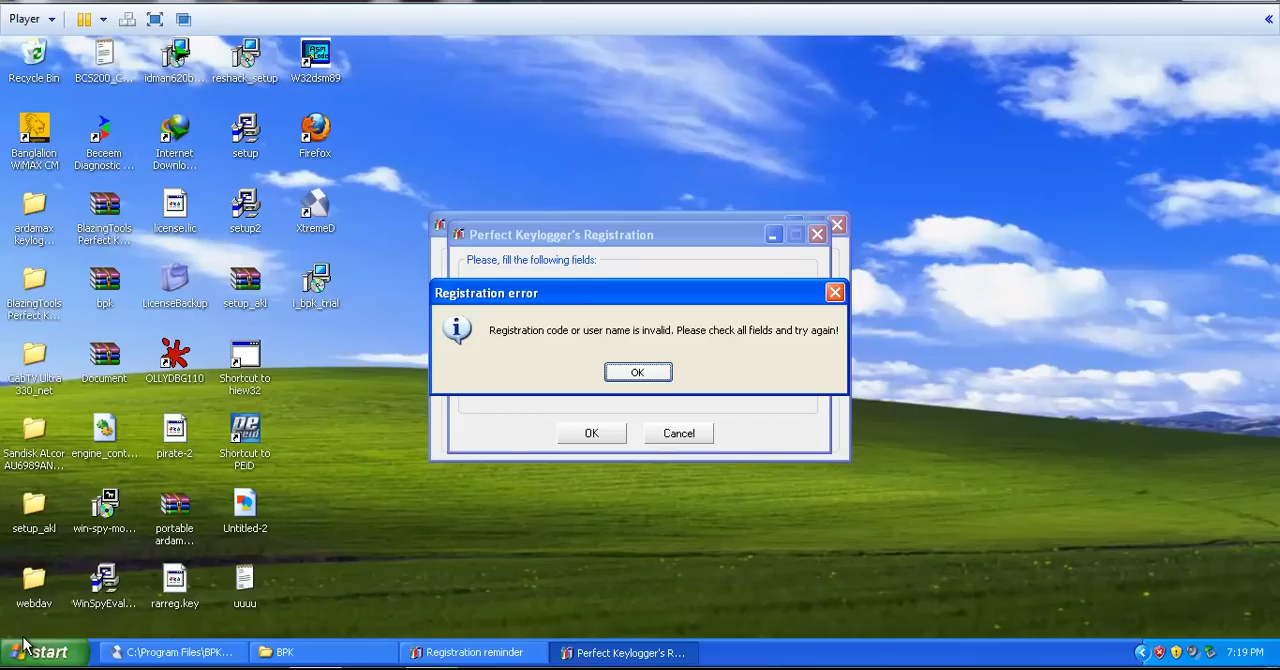 Player
Recycle Bin
BCS200_C...
idman620b...
reshack_setup
W32dsm89
Banglalion
WiMAX CM
Beceem
Diagnostic ...
Internet
Downlo...
setup
Firefox
ardamax
keylog...
BlazingTools
Perfect K...
license.lic
setup2
XtremeD
BlazingTools
Perfect K...
bpk
LicenseBackup
setup_akl
i_bpk_trial
CabTV Ultra
330_net
Document
OLLYDBG110
Shortcut to
hiew32
Sandisk ALcor
AU6989AN...
engine_cont...
pirate-2
Shortcut to
PEiD
setup_akl
win-spy-mo...
portable
ardam...
Untitled-2
webdav
WinSpyEval...
rarreg.key
uuuu
Perfect Keylogger's Registration
Please, fill the following fields:
Registration error
Registration code or user name is invalid. Please check all fields and try again!
OK
OK
Cancel
start
C:\Program Files\BPK...
BPK
Registration reminder
Perfect Keylogger's R...
7:19 PM